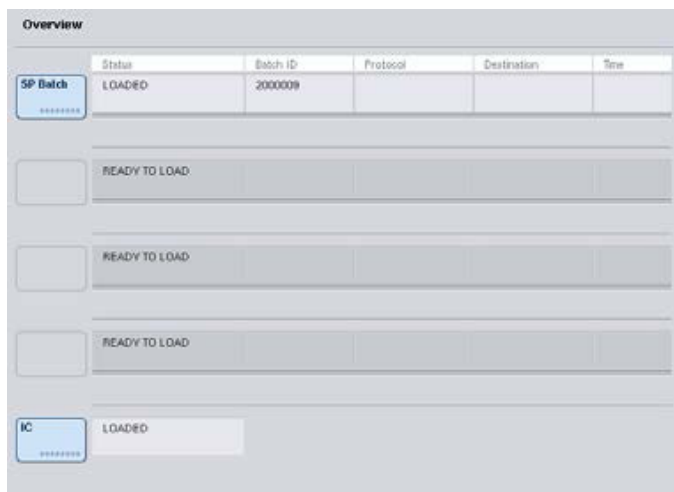 Overview
Status Batch ID Protocol Destination Time
SP Batch LOADED 2000009
READY TO LOAD
READY TO LOAD
READY TO LOAD
IC LOADED